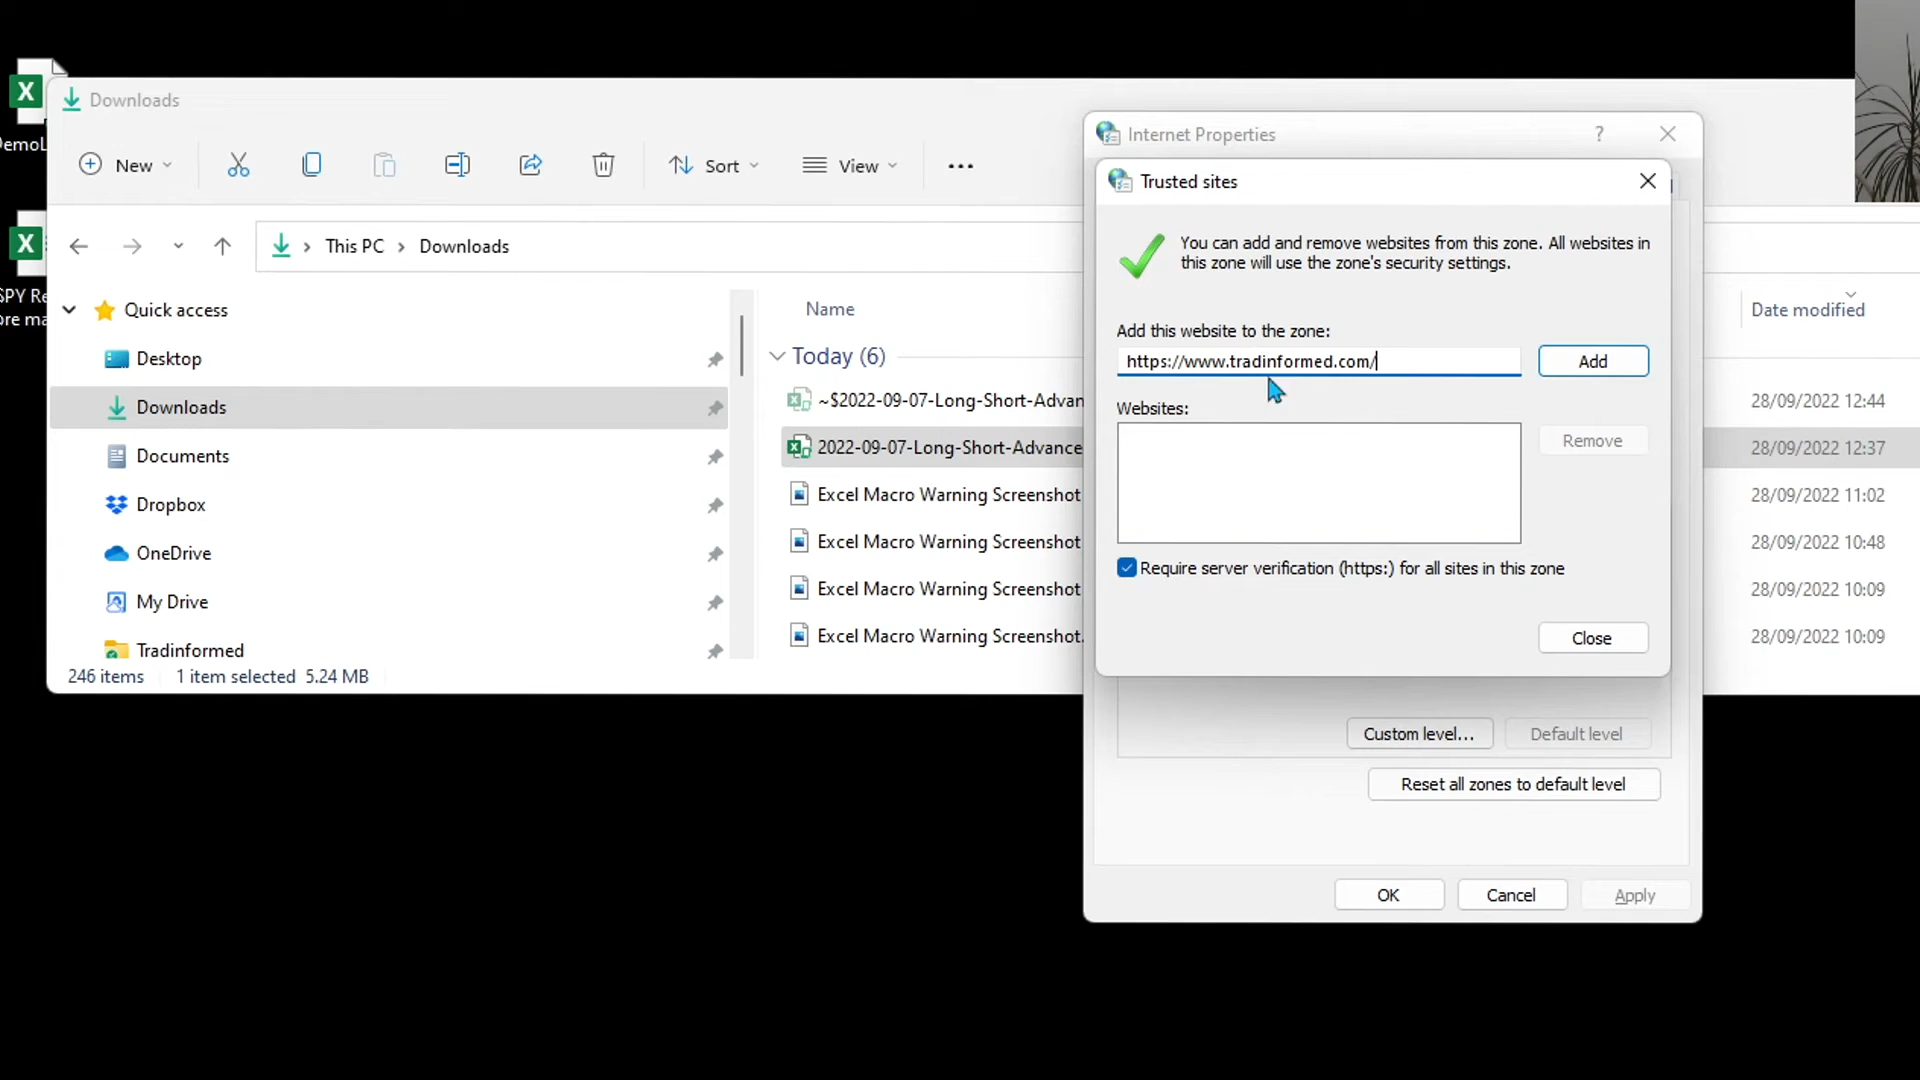 DemoL
SPY Re
re ma
Downloads
New
Sort
View
This PC
Downloads
Quick access
Desktop
Downloads
Documents
Dropbox
OneDrive
My Drive
Tradinformed
246 items
1 item selected 5.24 MB
Name
Date modified
Today (6)
~$2022-09-07-Long-Short-Advan
28/09/2022 12:44
2022-09-07-Long-Short-Advance
28/09/2022 12:37
Excel Macro Warning Screenshot
28/09/2022 11:02
Excel Macro Warning Screenshot
28/09/2022 10:48
Excel Macro Warning Screenshot
28/09/2022 10:09
Excel Macro Warning Screenshot.
28/09/2022 10:09
Internet Properties
Trusted sites
You can add and remove websites from this zone. All websites in
this zone will use the zone's security settings.
Add this website to the zone:
https://www.tradinformed.com/
Add
Websites:
Remove
Require server verification (https:) for all sites in this zone
Close
Custom level...
Default level
Reset all zones to default level
OK
Cancel
Apply